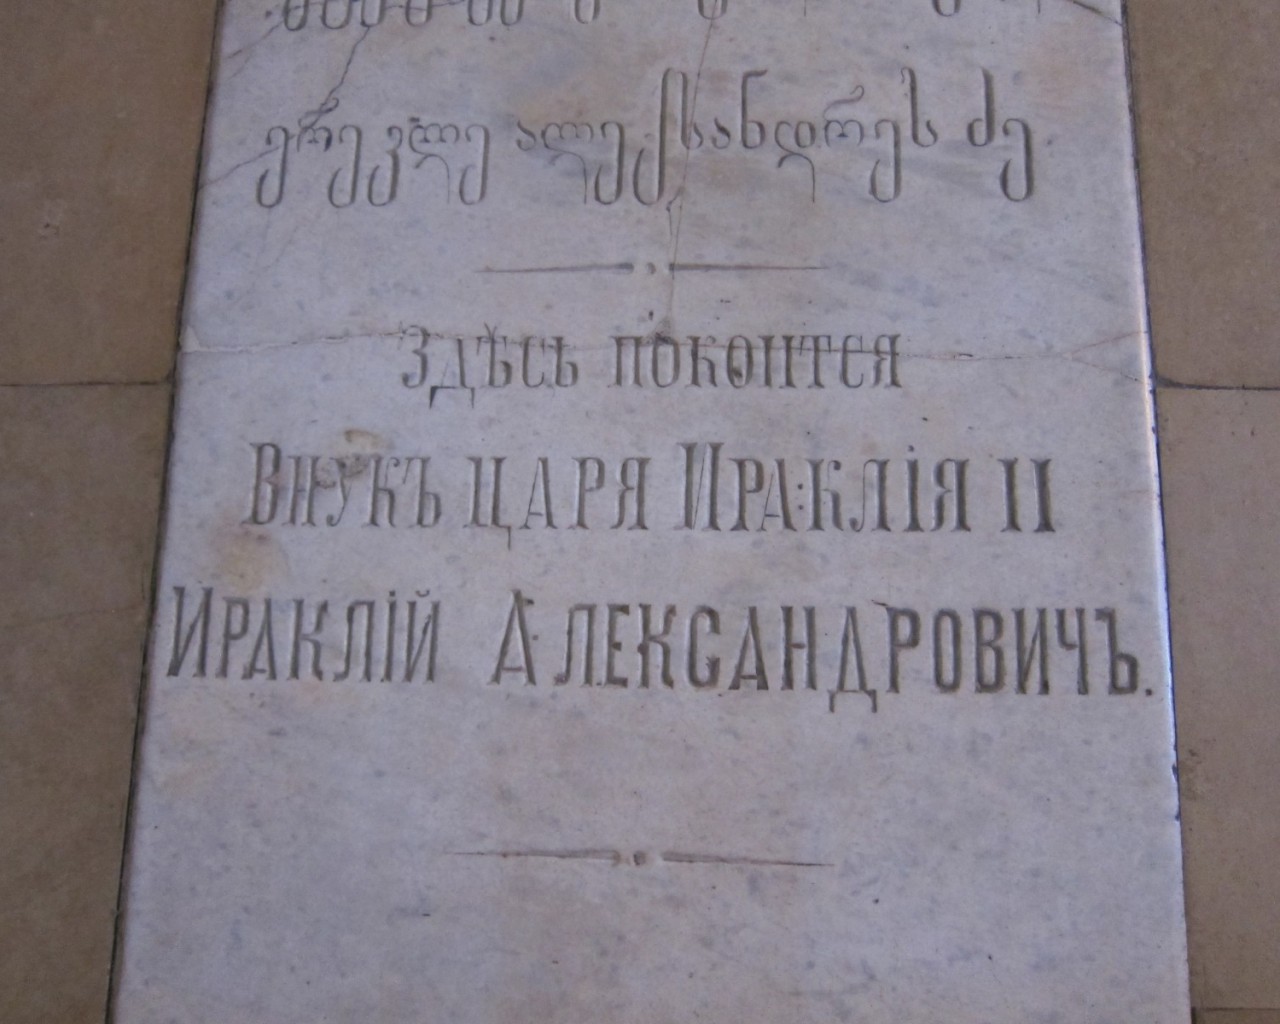 ერეკლე ალექსანდრეს ძე
Здѣсь покоится
Внукъ царя Ираклія II
Ираклій Александровичъ.